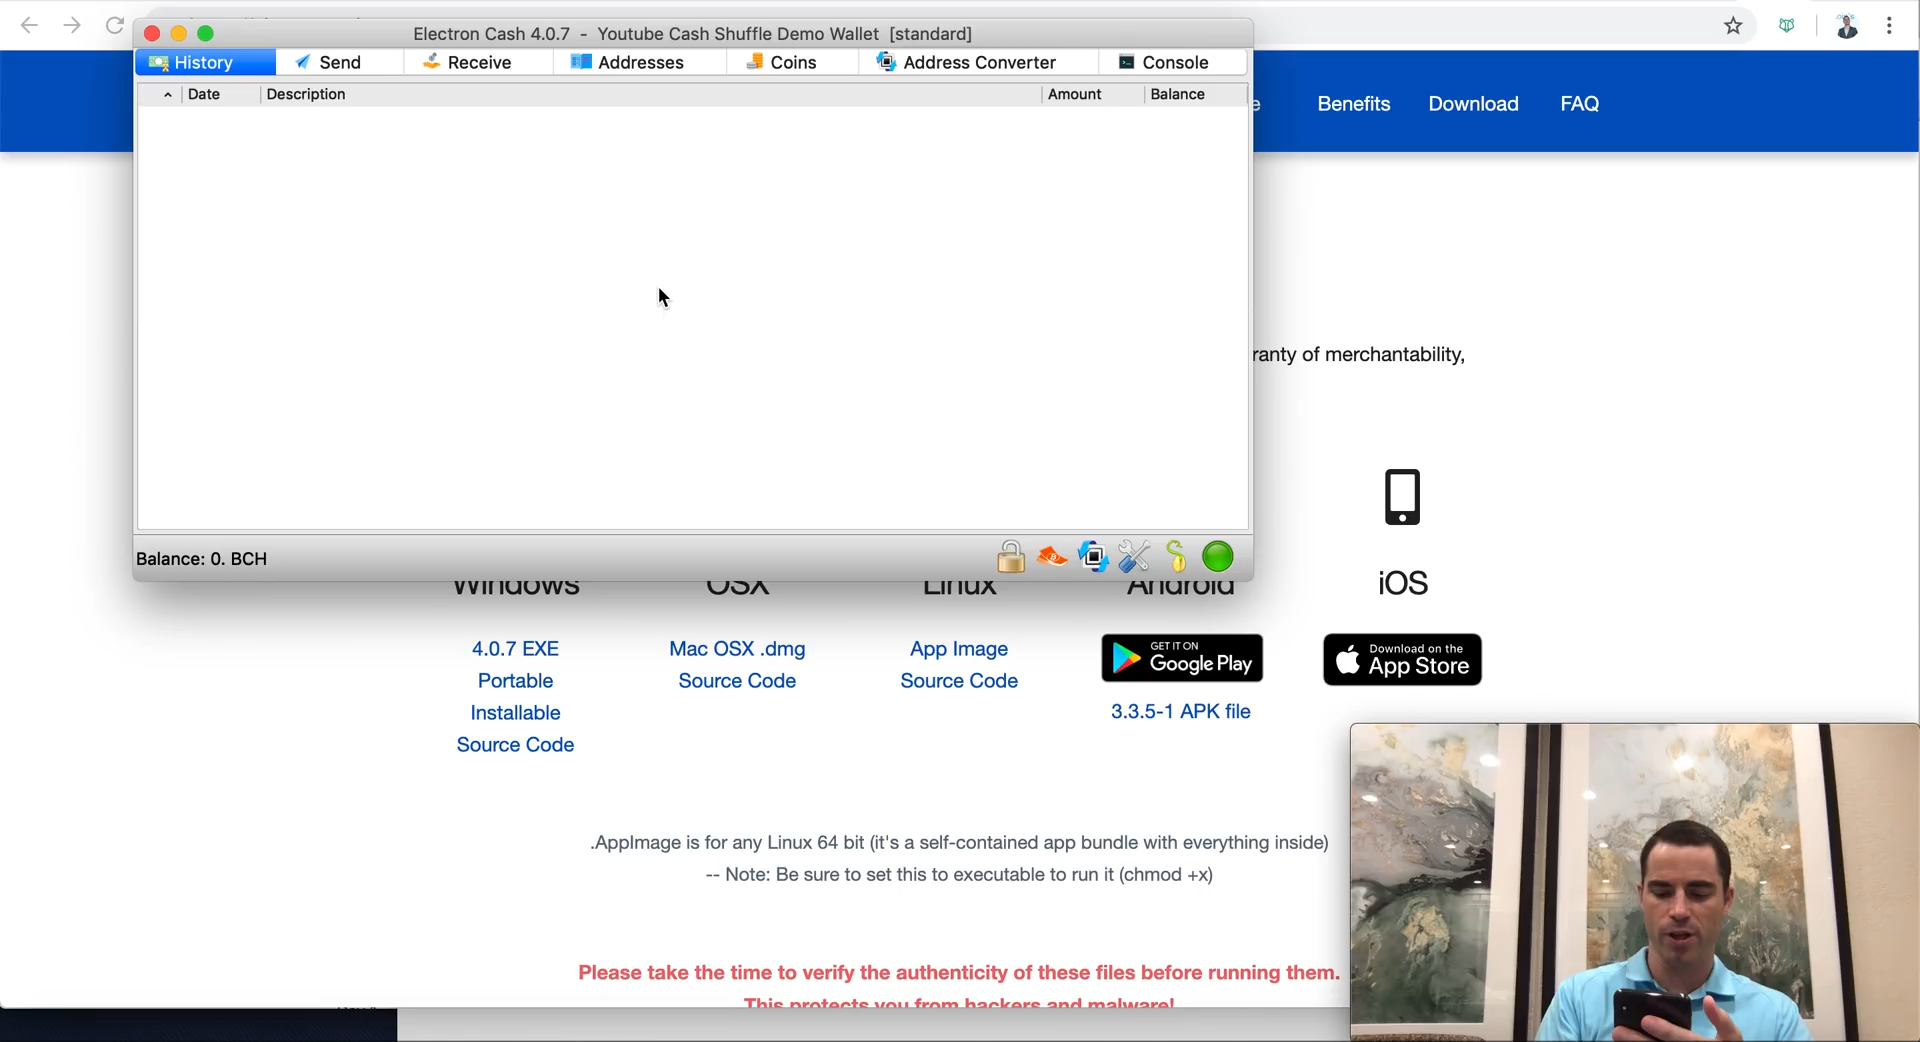 Electron Cash 4.0.7 - Youtube Cash Shuffle Demo Wallet [standard]
History Send Receive Addresses Coins Address Converter Console
Date Description Amount Balance
Benefits Download FAQ
ranty of merchantability,
Balance: 0. BCH
Windows OSX Linux Android iOS
4.0.7 EXE
Portable
Installable
Source Code
Mac OSX .dmg
Source Code
App Image
Source Code
GET IT ON
Google Play
3.3.5-1 APK file
Download on the
App Store
.AppImage is for any Linux 64 bit (it's a self-contained app bundle with everything inside)
-- Note: Be sure to set this to executable to run it (chmod +x)
Please take the time to verify the authenticity of these files before running them.
This protects you from hackers and malware!